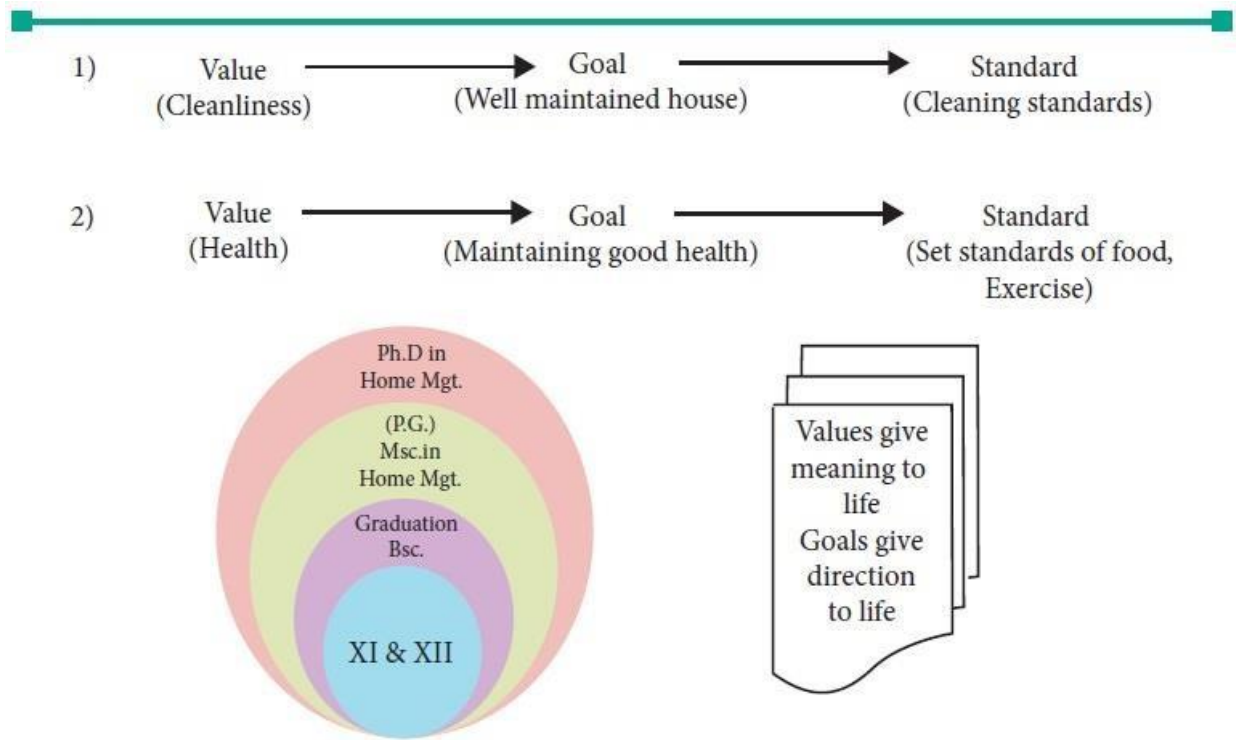 1) Value Goal Standard
(Cleanliness) (Well maintained house) (Cleaning standards)
2) Value Goal Standard
(Health) (Maintaining good health) (Set standards of food,
Exercise)
Ph.D in
Home Mgt.
(P.G.)
Msc.in
Home Mgt.
Graduation
Bsc.
XI & XII
Values give
meaning to
life
Goals give
direction
to life